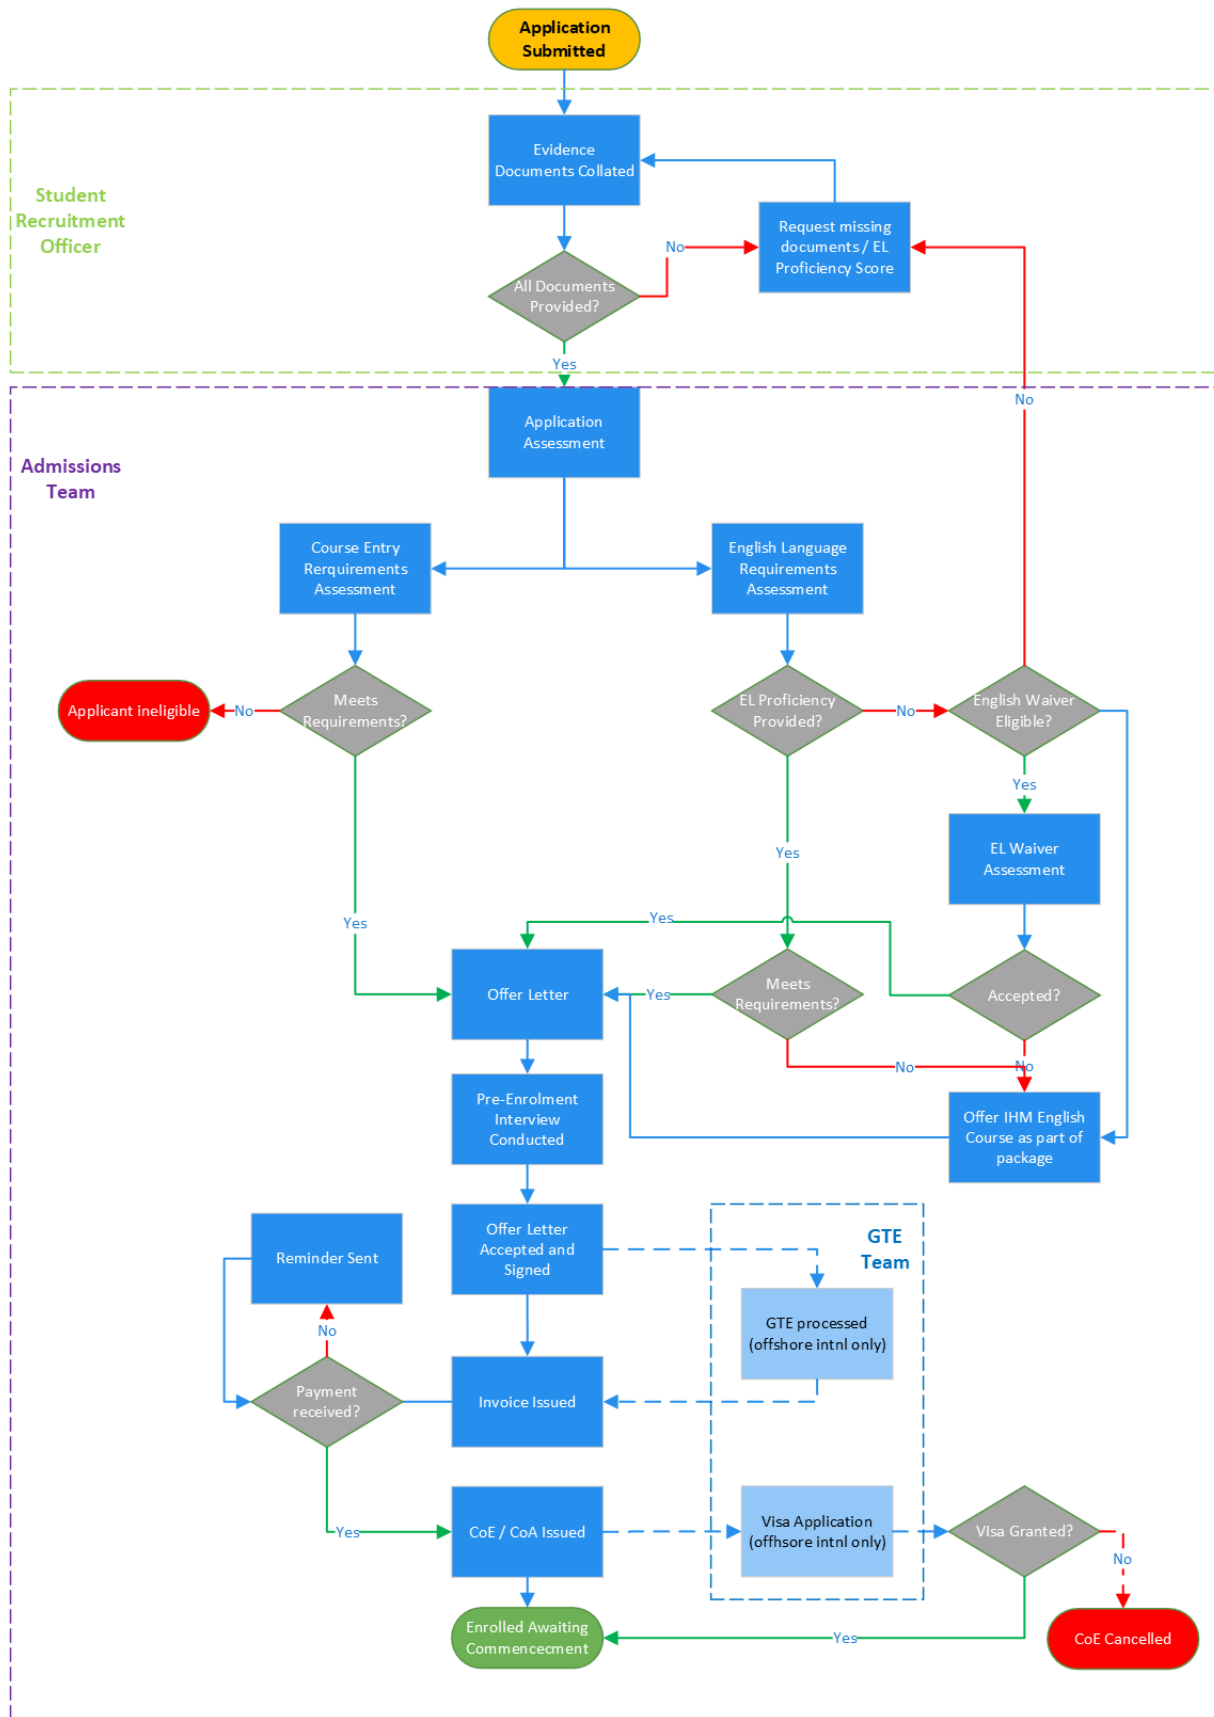 Application
Submitted
Student
Recruitment
Officer
Evidence
Documents Collated
Request missing
documents / EL
Proficiency Score
No
All Documents
Provided?
Yes
No
Admissions
Team
Application
Assessment
Course Entry
Rerquirements
Assessment
English Language
Requirements
Assessment
Applicant ineligible
No
Meets
Requirements?
EL Proficiency
Provided?
No
English Waiver
Eligible?
Yes
Yes
EL Waiver
Assessment
Yes
Yes
Offer Letter
Yes
Meets
Requirements?
Accepted?
No
No
Pre-Enrolment
Interview
Conducted
Offer IHM English
Course as part of
package
Reminder Sent
Offer Letter
Accepted and
Signed
GTE
Team
No
GTE processed
(offshore intnl only)
Payment
received?
Invoice Issued
Yes
CoE / CoA Issued
Visa Application
(offhsore intnl only)
VIsa Granted?
No
Enrolled Awaiting
Commencecment
Yes
CoE Cancelled